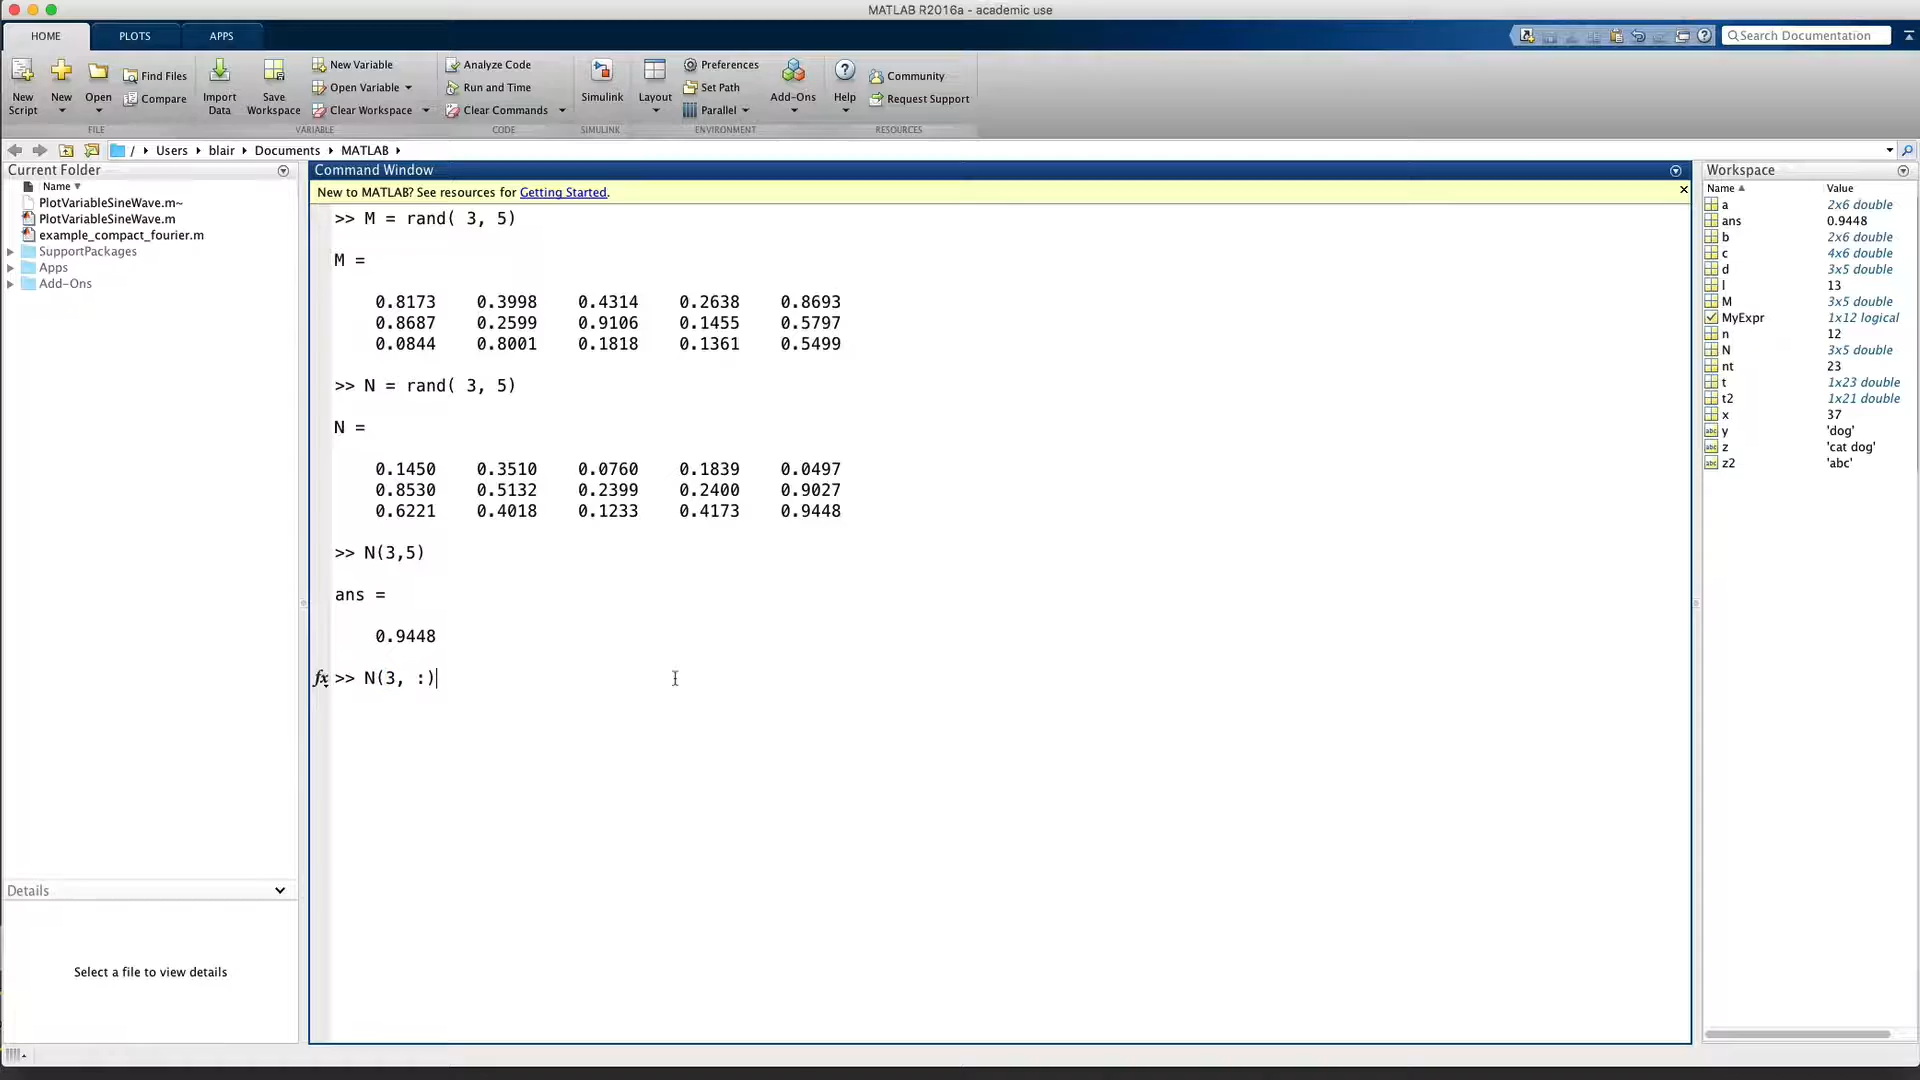 MATLAB R2016a - academic use
HOME PLOTS APPS
Search Documentation
New Script
New
Open
Find Files
Compare
Import Data
Save Workspace
New Variable
Open Variable
Clear Workspace
Analyze Code
Run and Time
Clear Commands
Simulink
Layout
Preferences
Set Path
Parallel
Add-Ons
Help
Community
Request Support
FILE VARIABLE CODE SIMULINK ENVIRONMENT RESOURCES
/ Users blair Documents MATLAB
Current Folder
Name
PlotVariableSineWave.m~
PlotVariableSineWave.m
example_compact_fourier.m
SupportPackages
Apps
Add-Ons
Details
Select a file to view details
Command Window
New to MATLAB? See resources for Getting Started.
>> M = rand( 3, 5)
M =
0.8173 0.3998 0.4314 0.2638 0.8693
0.8687 0.2599 0.9106 0.1455 0.5797
0.0844 0.8001 0.1818 0.1361 0.5499
>> N = rand( 3, 5)
N =
0.1450 0.3510 0.0760 0.1839 0.0497
0.8530 0.5132 0.2399 0.2400 0.9027
0.6221 0.4018 0.1233 0.4173 0.9448
>> N(3,5)
ans =
0.9448
fx >> N(3, :)
Workspace
Name Value
a 2x6 double
ans 0.9448
b 2x6 double
c 4x6 double
d 3x5 double
l 13
M 3x5 double
MyExpr 1x12 logical
n 12
N 3x5 double
nt 23
t 1x23 double
t2 1x21 double
x 37
abc y 'dog'
abc z 'cat dog'
abc z2 'abc'